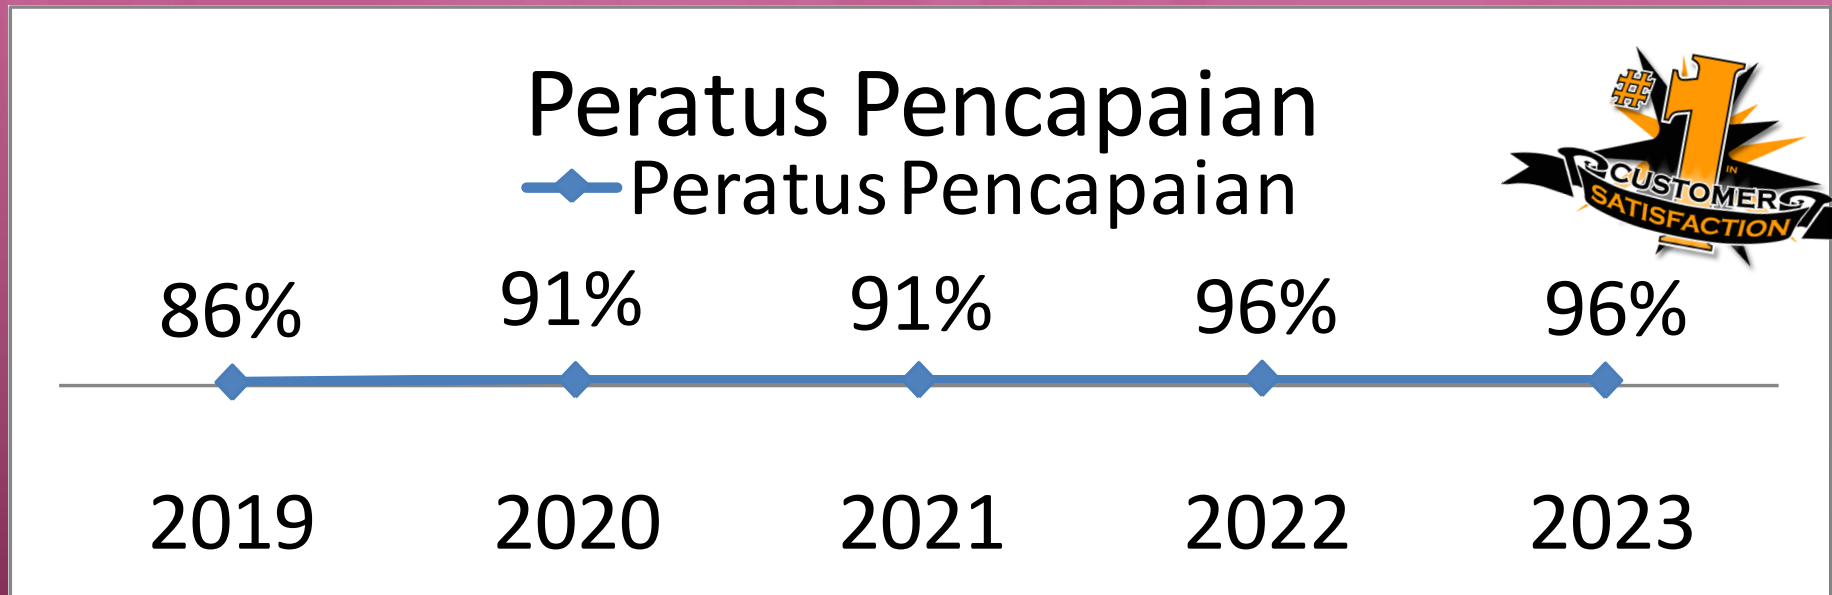 Peratus Pencapaian
Peratus Pencapaian
#1
IN
CUSTOMER
SATISFACTION
86% 91% 91% 96% 96%
2019 2020 2021 2022 2023